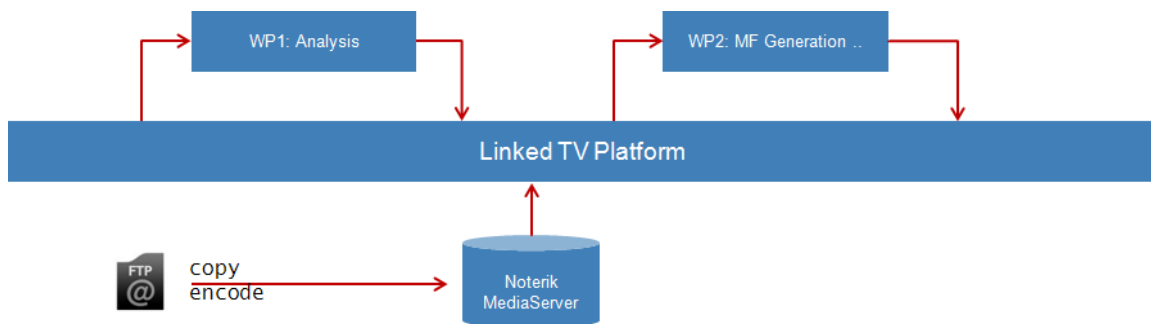 WP1: Analysis
WP2: MF Generation ..
Linked TV Platform
FTP
@
copy
encode
Noterik
MediaServer